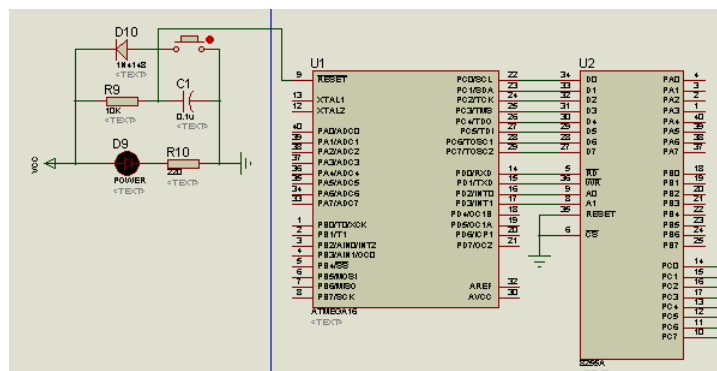 D10
1N4148
<TEXT>
R9
10K
<TEXT>
C1
0.1u
<TEXT>
VCC
D9
POWER
<TEXT>
R10
220
<TEXT>
U1
9 RESET
13 XTAL1
12 XTAL2
40 PA0/ADC0
39 PA1/ADC1
38 PA2/ADC2
37 PA3/ADC3
36 PA4/ADC4
35 PA5/ADC5
34 PA6/ADC6
33 PA7/ADC7
1 PB0/T0/XCK
2 PB1/T1
3 PB2/AIN0/INT2
4 PB3/AIN1/OC0
5 PB4/SS
6 PB5/MOSI
7 PB6/MISO
8 PB7/SCK
PC0/SCL 22
PC1/SDA 23
PC2/TCK 24
PC3/TMS 25
PC4/TDO 26
PC5/TDI 27
PC6/TOSC1 28
PC7/TOSC2 29
PD0/RXD 14
PD1/TXD 15
PD2/INT0 16
PD3/INT1 17
PD4/OC1B 18
PD5/OC1A 19
PD6/ICP1 20
PD7/OC2 21
AREF 32
AVCC 30
ATMEGA16
<TEXT>
U2
34 D0
33 D1
32 D2
31 D3
30 D4
29 D5
28 D6
27 D7
5 RD
36 WR
9 A0
8 A1
35 RESET
6 CS
PA0 4
PA1 3
PA2 2
PA3 1
PA4 40
PA5 39
PA6 38
PA7 37
PB0 18
PB1 19
PB2 20
PB3 21
PB4 22
PB5 23
PB6 24
PB7 25
PC0 14
PC1 15
PC2 16
PC3 17
PC4 13
PC5 12
PC6 11
PC7 10
8255A